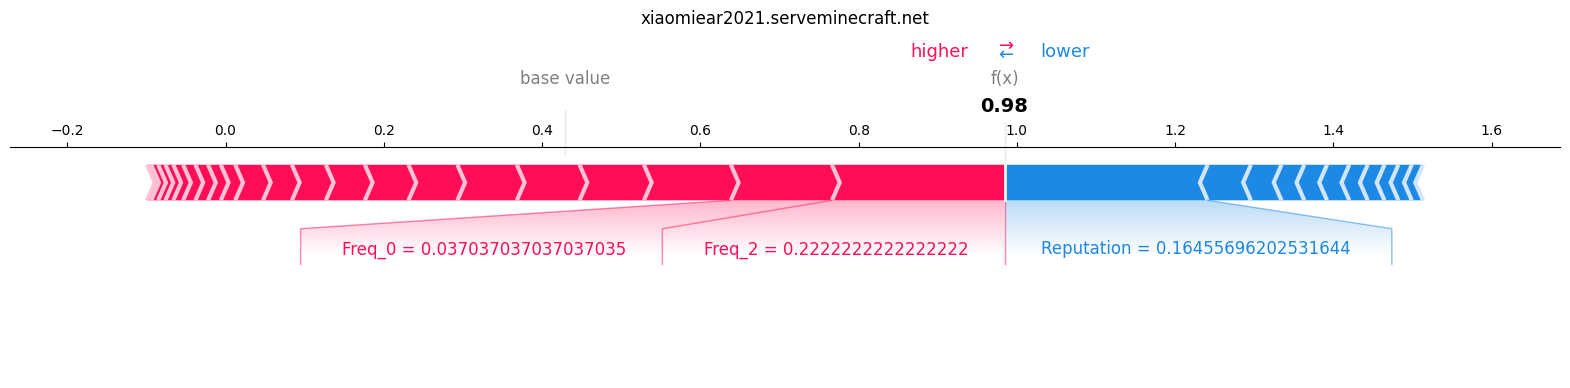 xiaomiear2021.serveminecraft.net
higher ⇄ lower
base value f(x)
0.98
−0.2 0.0 0.2 0.4 0.6 0.8 1.0 1.2 1.4 1.6
Freq_0 = 0.037037037037037035 Freq_2 = 0.2222222222222222 Reputation = 0.16455696202531644